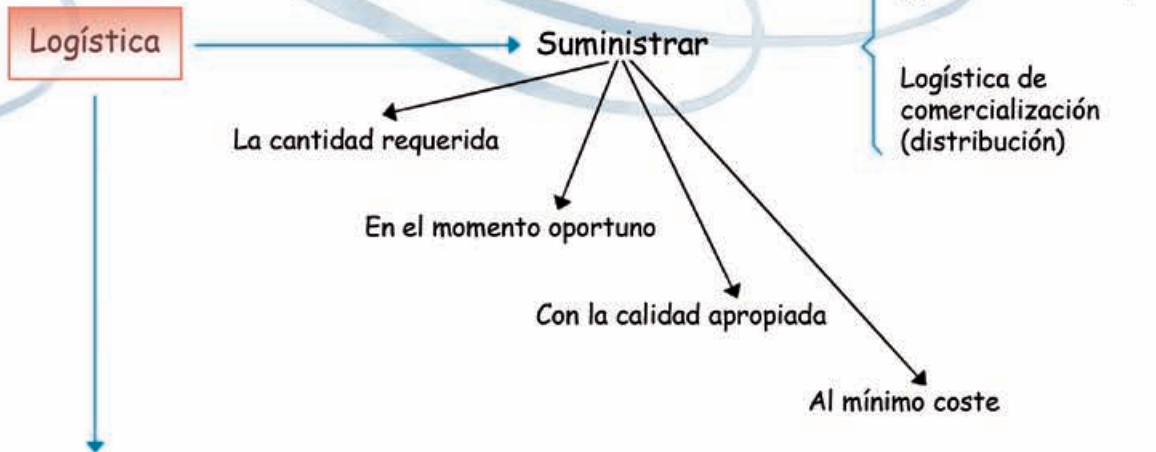 Logística
Suministrar
Logística de
comercialización
(distribución)
La cantidad requerida
En el momento oportuno
Con la calidad apropiada
Al mínimo coste